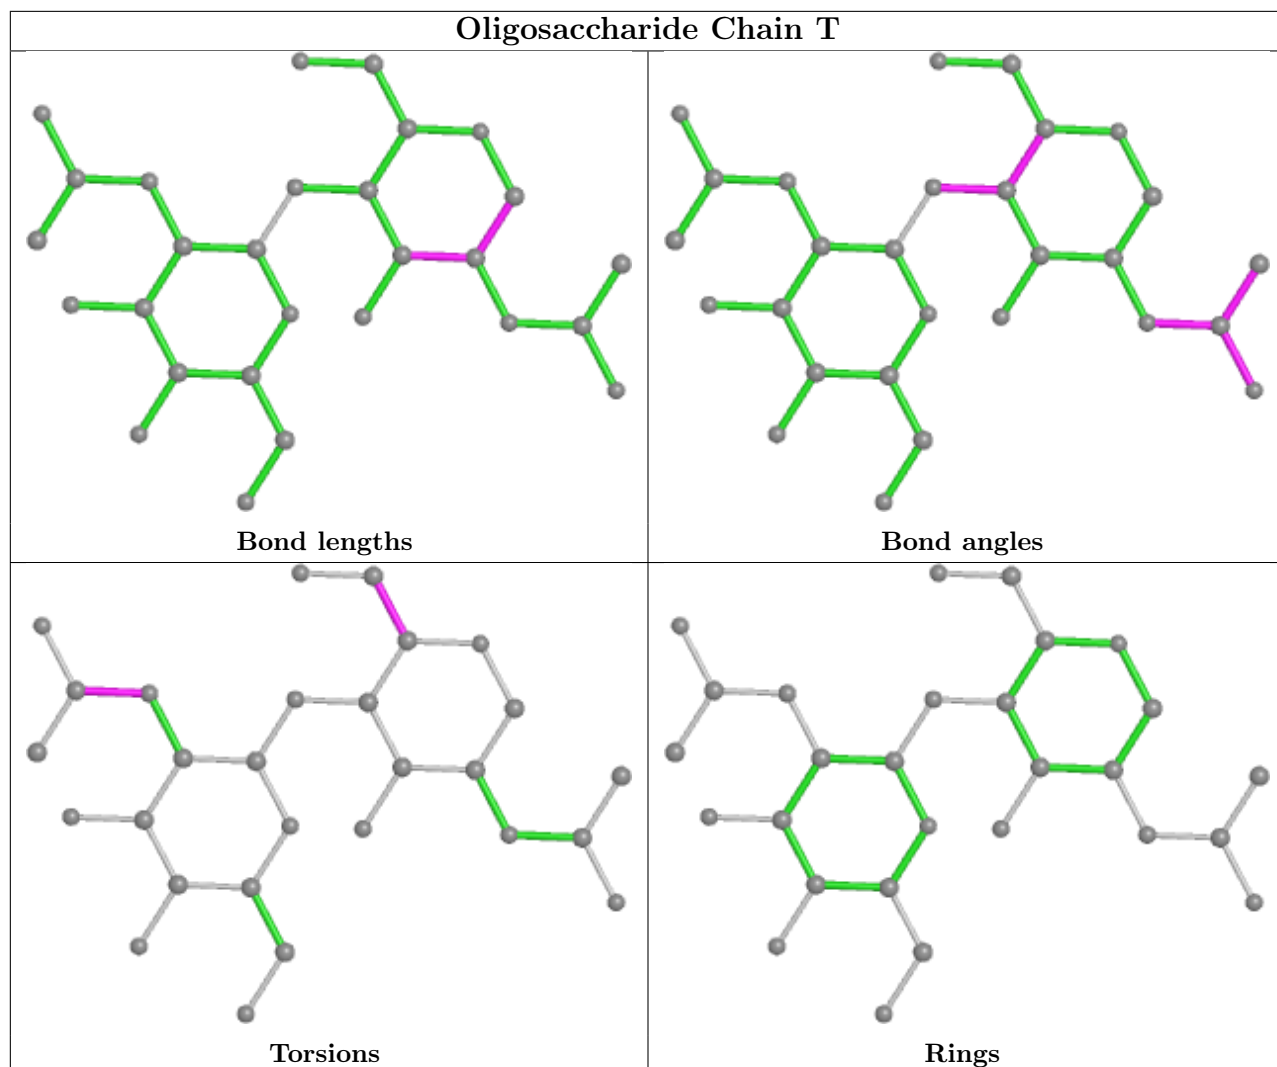 Oligosaccharide Chain T
Bond lengths
Bond angles
Torsions
Rings